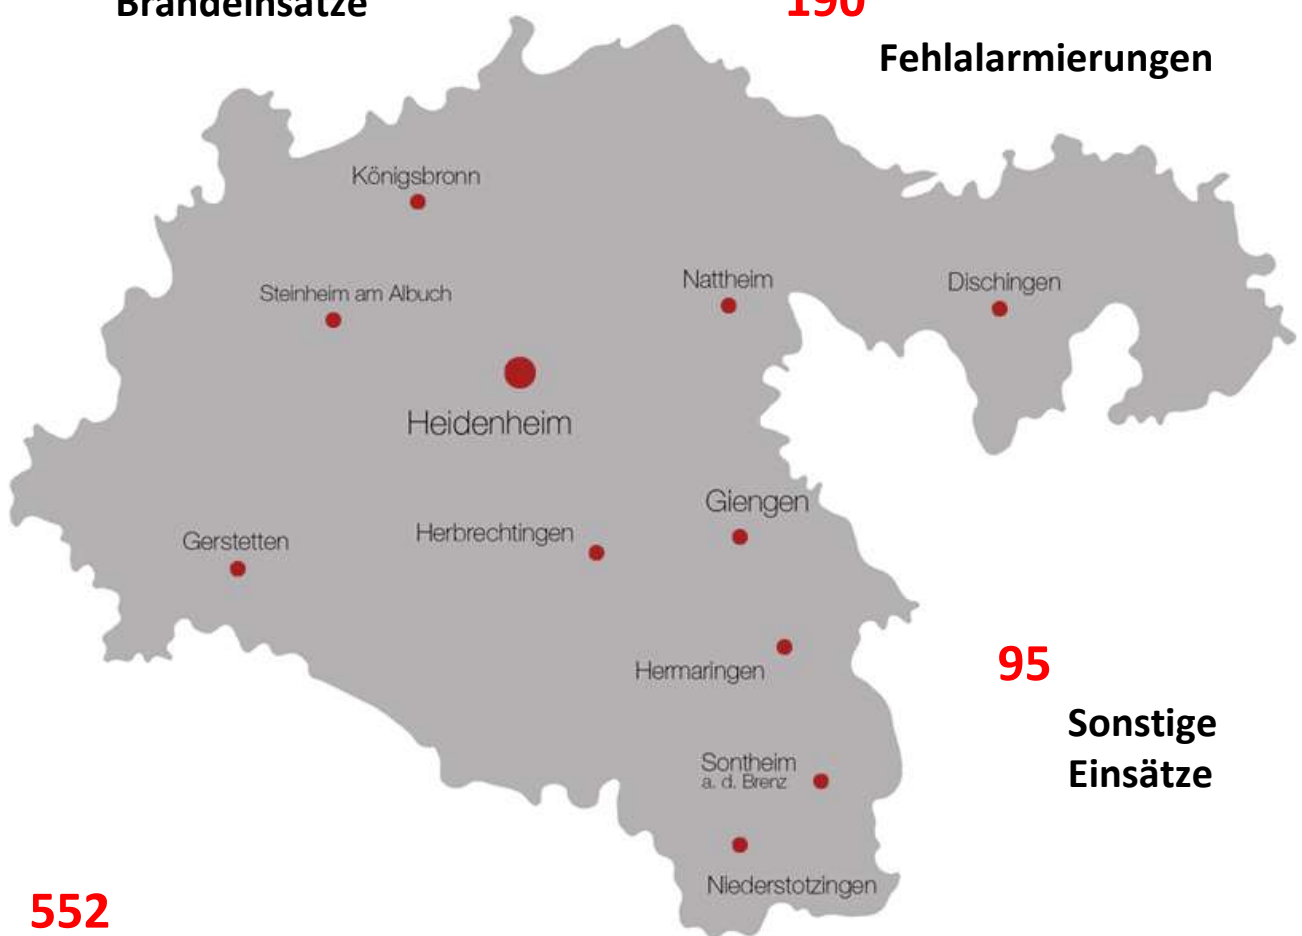 Brandeinsätze
190
Fehlalarmierungen
Königsbronn
Steinheim am Albuch
Nattheim
Dischingen
Heidenheim
Giengen
Herbrechtingen
Gerstetten
Hermaringen
95
Sonstige
Einsätze
Sontheim
a. d. Brenz
Niederstotzingen
552